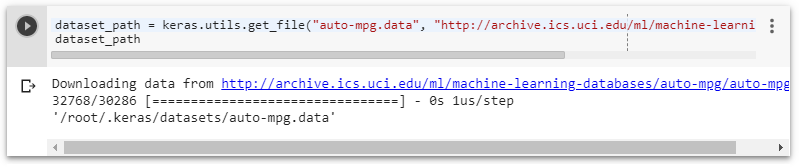 dataset_path = keras.utils.get_file("auto-mpg.data", "http://archive.ics.uci.edu/ml/machine-learni
dataset_path
Downloading data from http://archive.ics.uci.edu/ml/machine-learning-databases/auto-mpg/auto-mpg
32768/30286 [================================] - 0s 1us/step
'/root/.keras/datasets/auto-mpg.data'